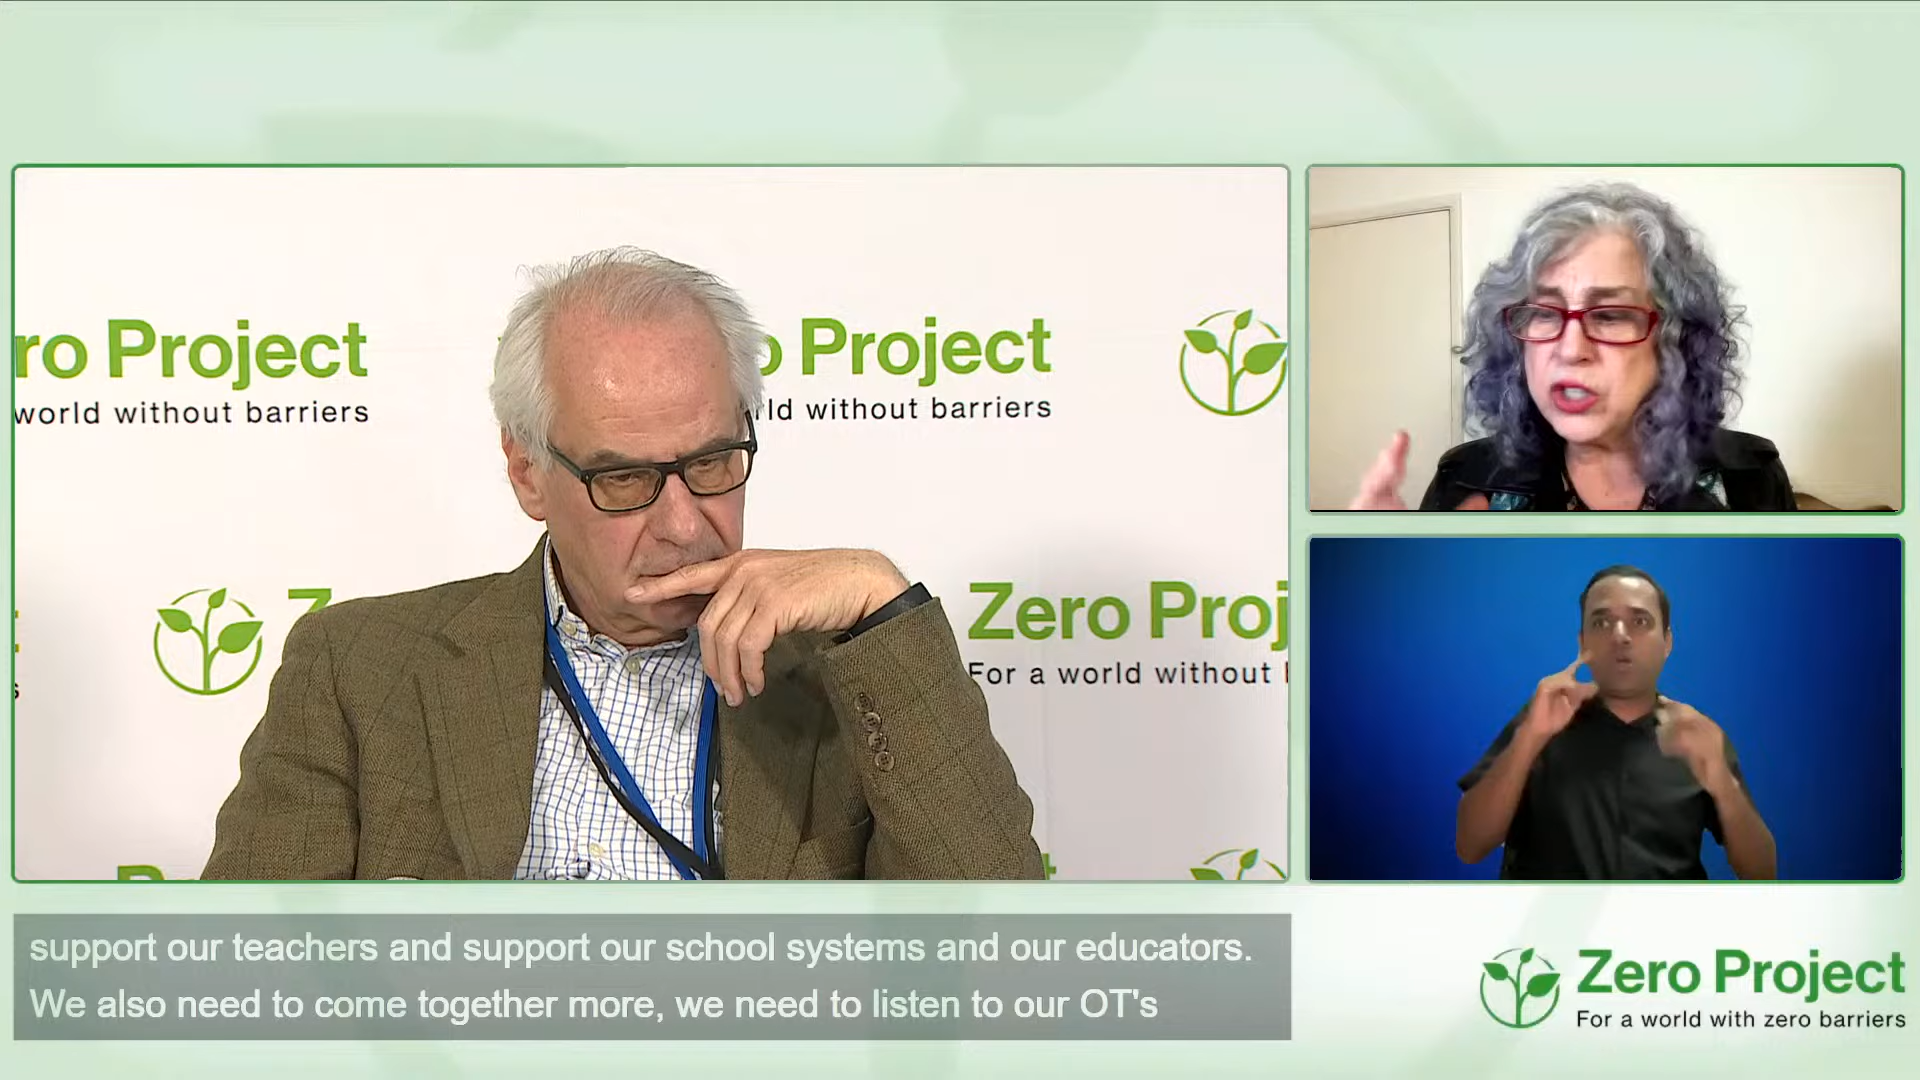 ro Project
world without barriers
o Project
ld without barriers
Z
Zero Proj
For a world without
support our teachers and support our school systems and our educators.
We also need to come together more, we need to listen to our OT's
Zero Project
For a world with zero barriers